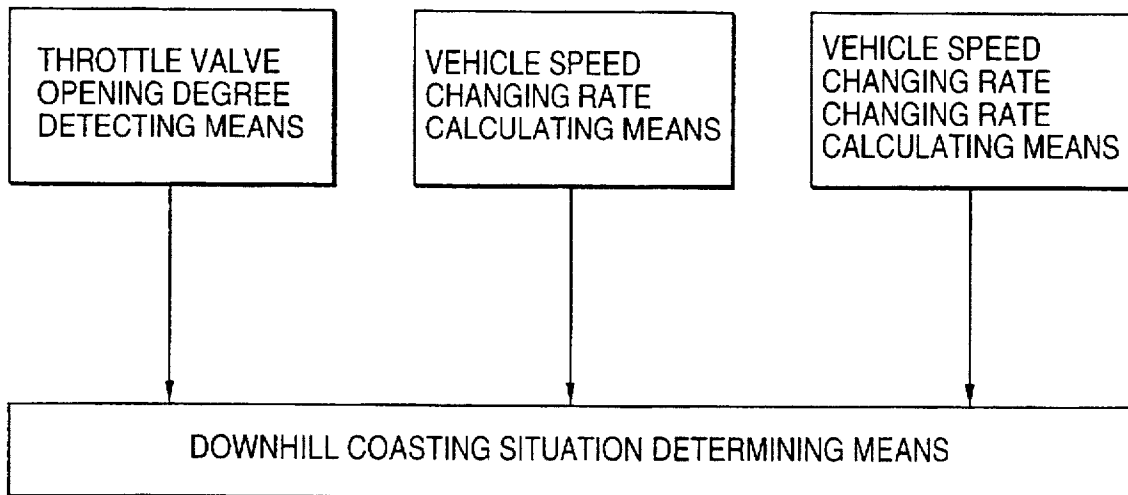 THROTTLE VALVE
OPENING DEGREE
DETECTING MEANS
VEHICLE SPEED
CHANGING RATE
CALCULATING MEANS
VEHICLE SPEED
CHANGING RATE
CHANGING RATE
CALCULATING MEANS
DOWNHILL COASTING SITUATION DETERMINING MEANS